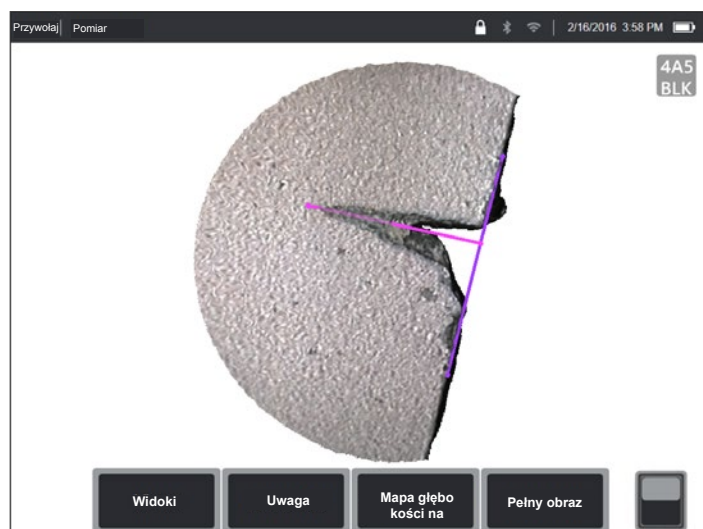 Przywołaj Pomiar 2/16/2016 3:58 PM
4A5
BLK
Widoki Uwaga Mapa głębo Pełny obraz
kości na